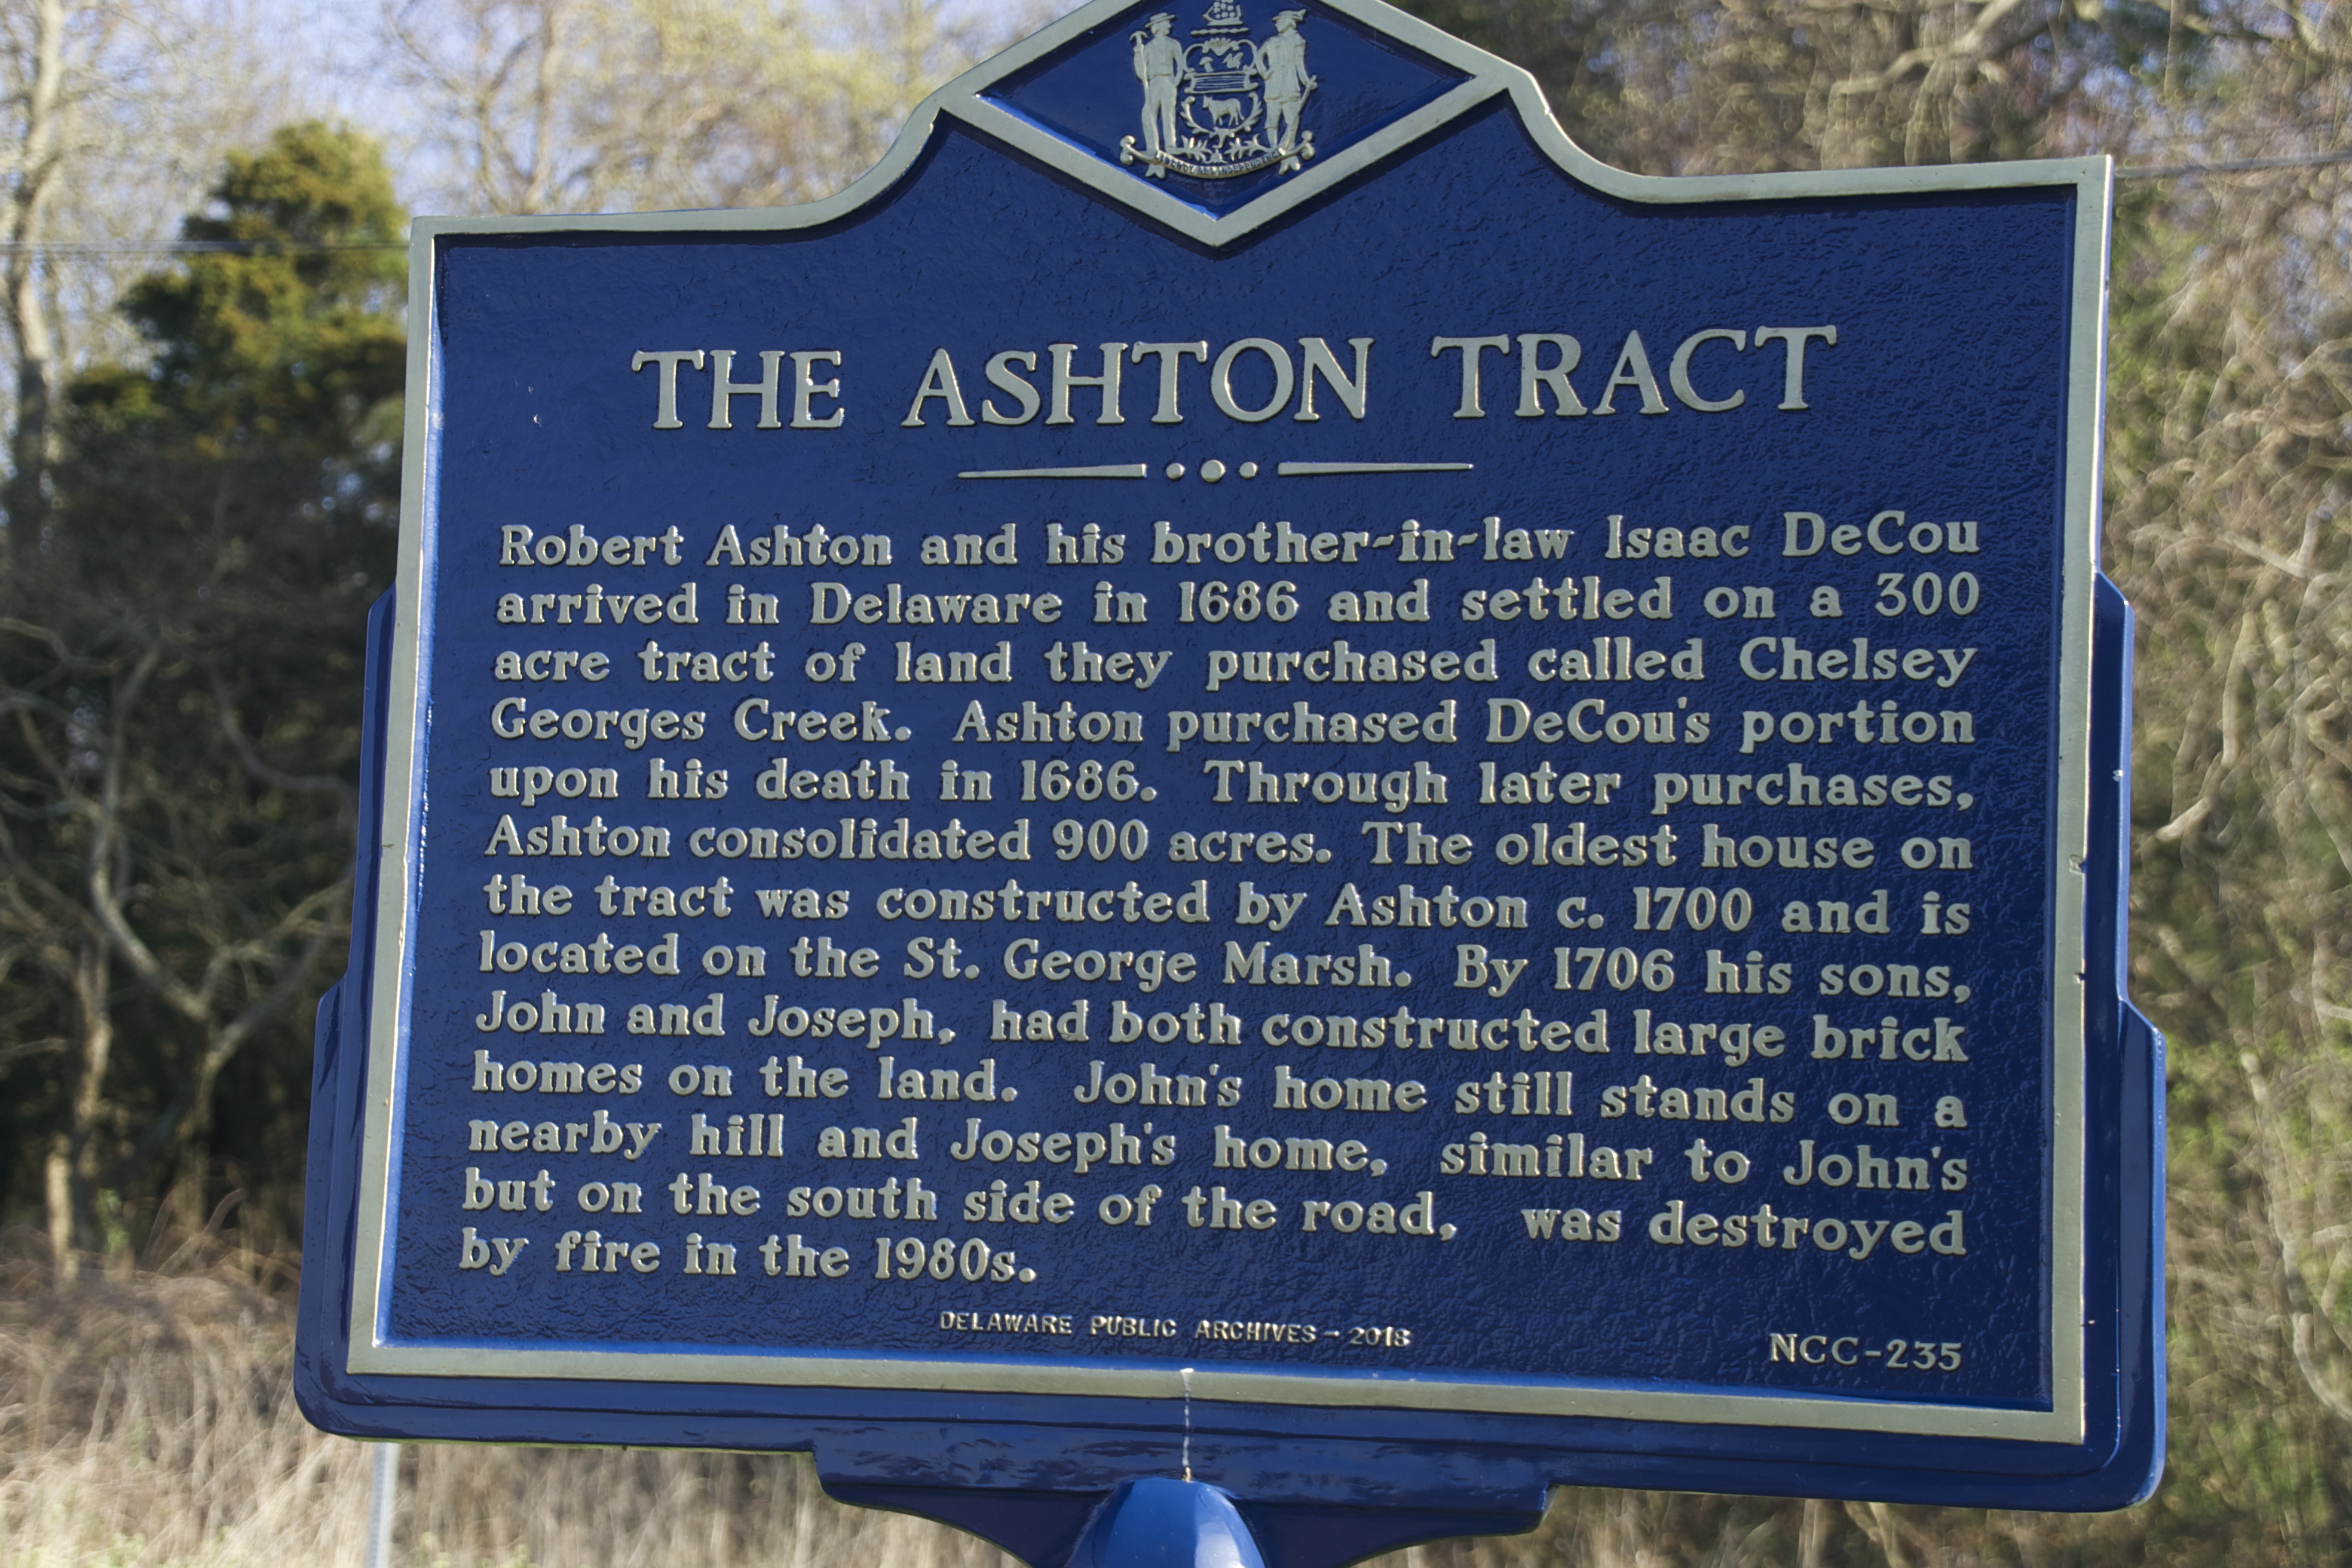 THE ASHTON TRACT
Robert Ashton and his brother-in-law Isaac DeCou
arrived in Delaware in 1686 and settled on a 300
acre tract of land they purchased called Chelsey
Georges Creek. Ashton purchased DeCou's portion
upon his death in 1686. Through later purchases,
Ashton consolidated 900 acres. The oldest house on
the tract was constructed by Ashton c. 1700 and is
located on the St. George Marsh. By 1706 his sons,
John and Joseph, had both constructed large brick
homes on the land. John's home still stands on a
nearby hill and Joseph's home, similar to John's
but on the south side of the road, was destroyed
by fire in the 1980s.
DELAWARE PUBLIC ARCHIVES - 2018
NCC-235